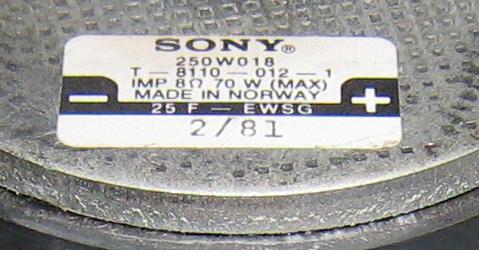 SONY®
250W018
T – 8110 – 012 – 1
IMP 8Ω 70 W (MAX)
MADE IN NORWAY
– +
25 F – EWSG
2/81